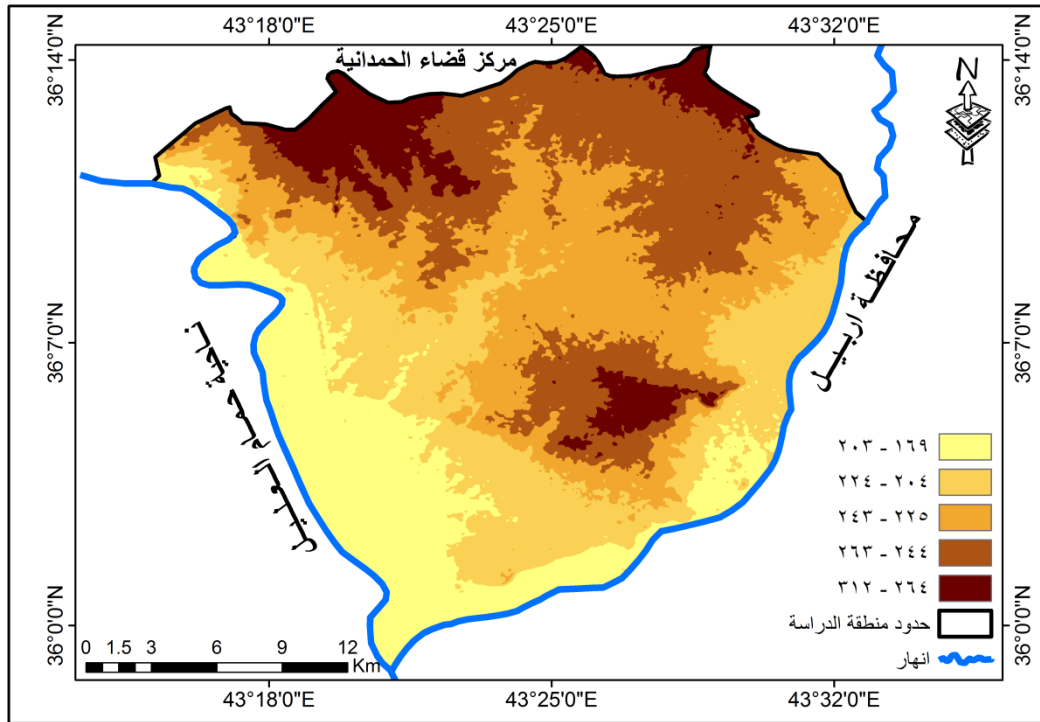 43°18'0"E 43°25'0"E 43°32'0"E
36°14'0"N 36°14'0"N
مركز قضاء الحمدانية
N
محافظة اربيل
36°7'0"N 36°7'0"N
ناحية حمام العليل
١٦٩ - ٢٠٣
٢٠٤ - ٢٢٤
٢٢٥ - ٢٤٣
٢٤٤ - ٢٦٣
٢٦٤ - ٣١٢
حدود منطقة الدراسة
انهار
36°0'0"N 36°0'0"N
0 1.5 3 6 9 12
Km
43°18'0"E 43°25'0"E 43°32'0"E